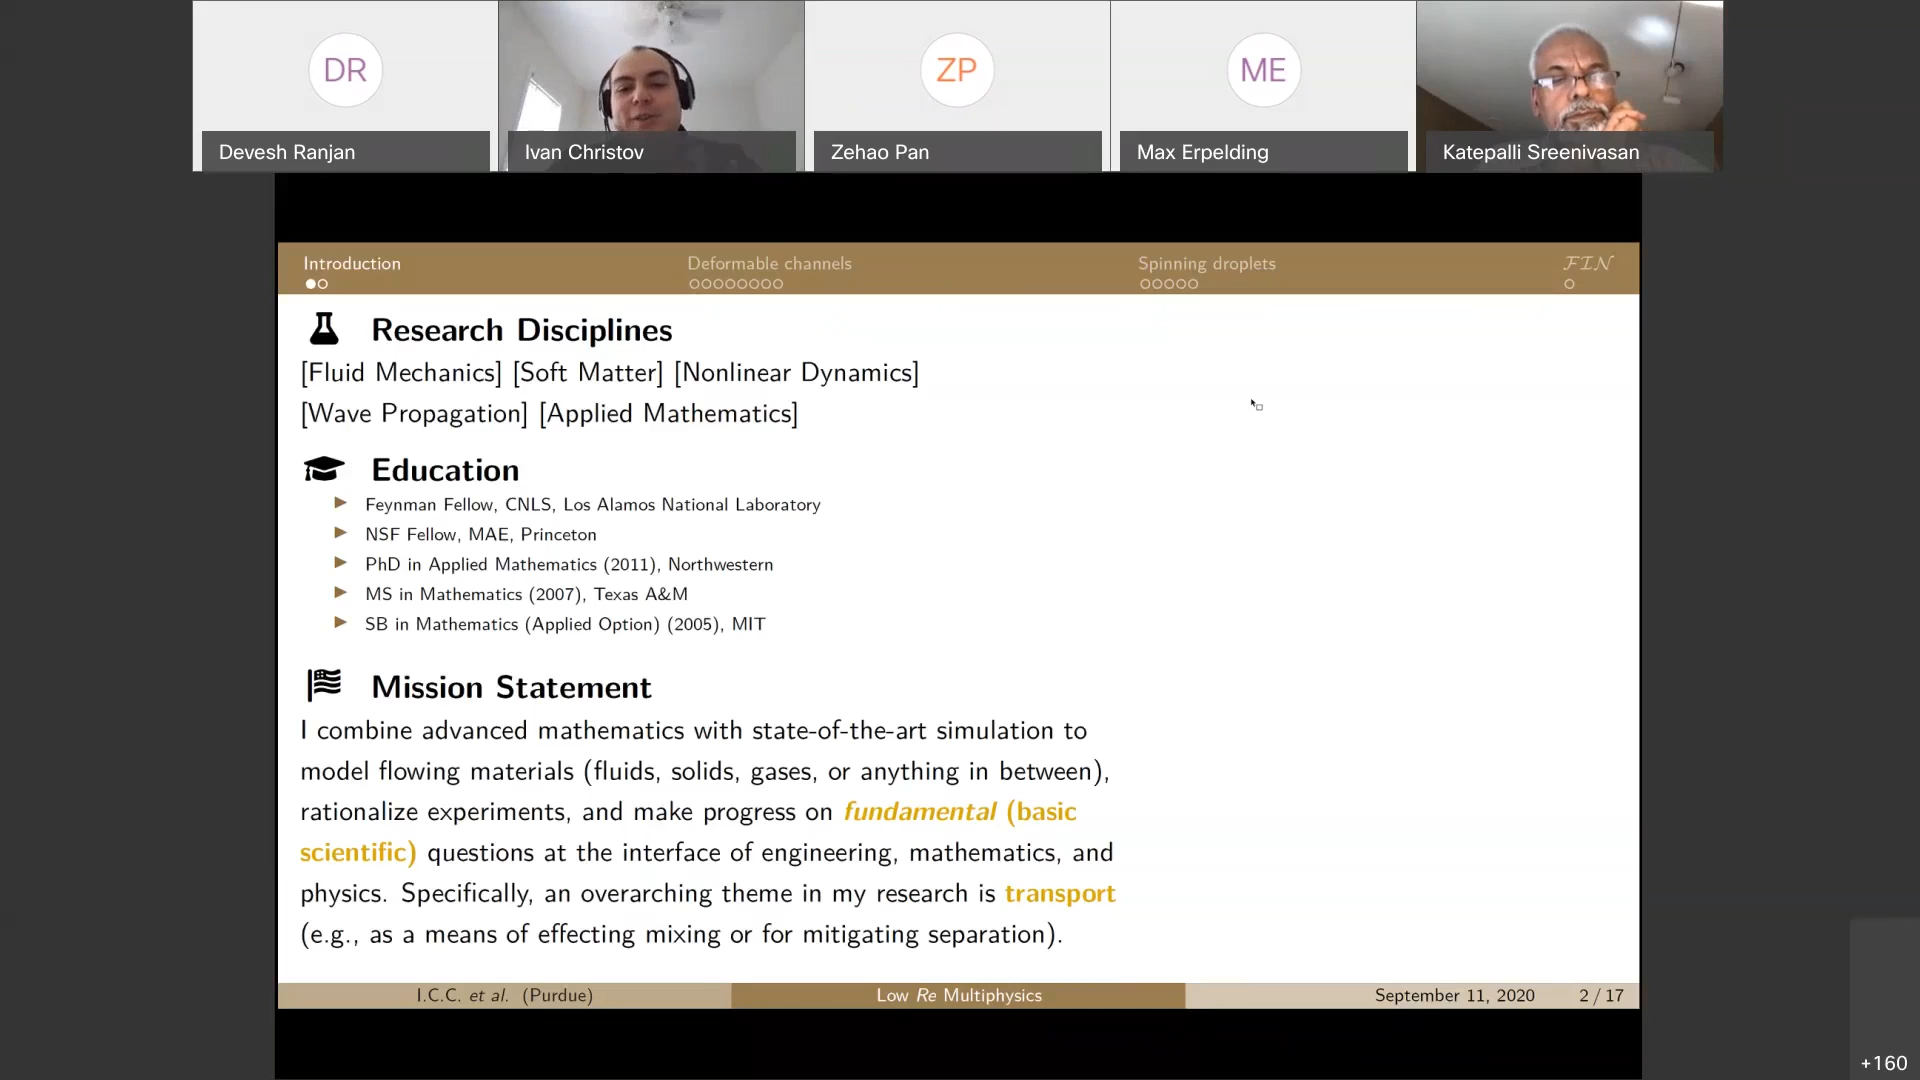 DR
ZP
ME
Devesh Ranjan
Ivan Christov
Zehao Pan
Max Erpelding
Katepalli Sreenivasan
Introduction
Deformable channels
Spinning droplets
FIN
Research Disciplines
[Fluid Mechanics] [Soft Matter] [Nonlinear Dynamics]
[Wave Propagation] [Applied Mathematics]
Education
Feynman Fellow, CNLS, Los Alamos National Laboratory
NSF Fellow, MAE, Princeton
PhD in Applied Mathematics (2011), Northwestern
MS in Mathematics (2007), Texas A&M
SB in Mathematics (Applied Option) (2005), MIT
Mission Statement
I combine advanced mathematics with state-of-the-art simulation to
model flowing materials (fluids, solids, gases, or anything in between),
rationalize experiments, and make progress on fundamental (basic
scientific) questions at the interface of engineering, mathematics, and
physics. Specifically, an overarching theme in my research is transport
(e.g., as a means of effecting mixing or for mitigating separation).
I.C.C. et al. (Purdue)
Low Re Multiphysics
September 11, 2020
2 / 17
+160